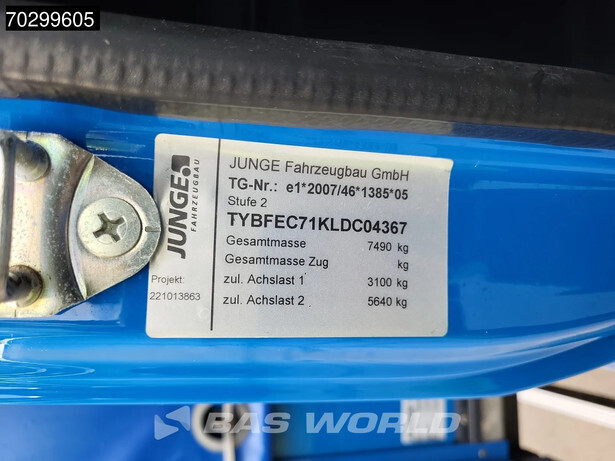 70299605
JUNGE
FAHRZEUGBAU
JUNGE Fahrzeugbau GmbH
TG-Nr.: e1*2007/46*1385*05
Stufe 2
TYBFEC71KLDC04367
Gesamtmasse 7490 kg
Gesamtmasse Zug kg
zul. Achslast 1 3100 kg
zul. Achslast 2 5640 kg
Projekt:
221013863
BAS WORLD